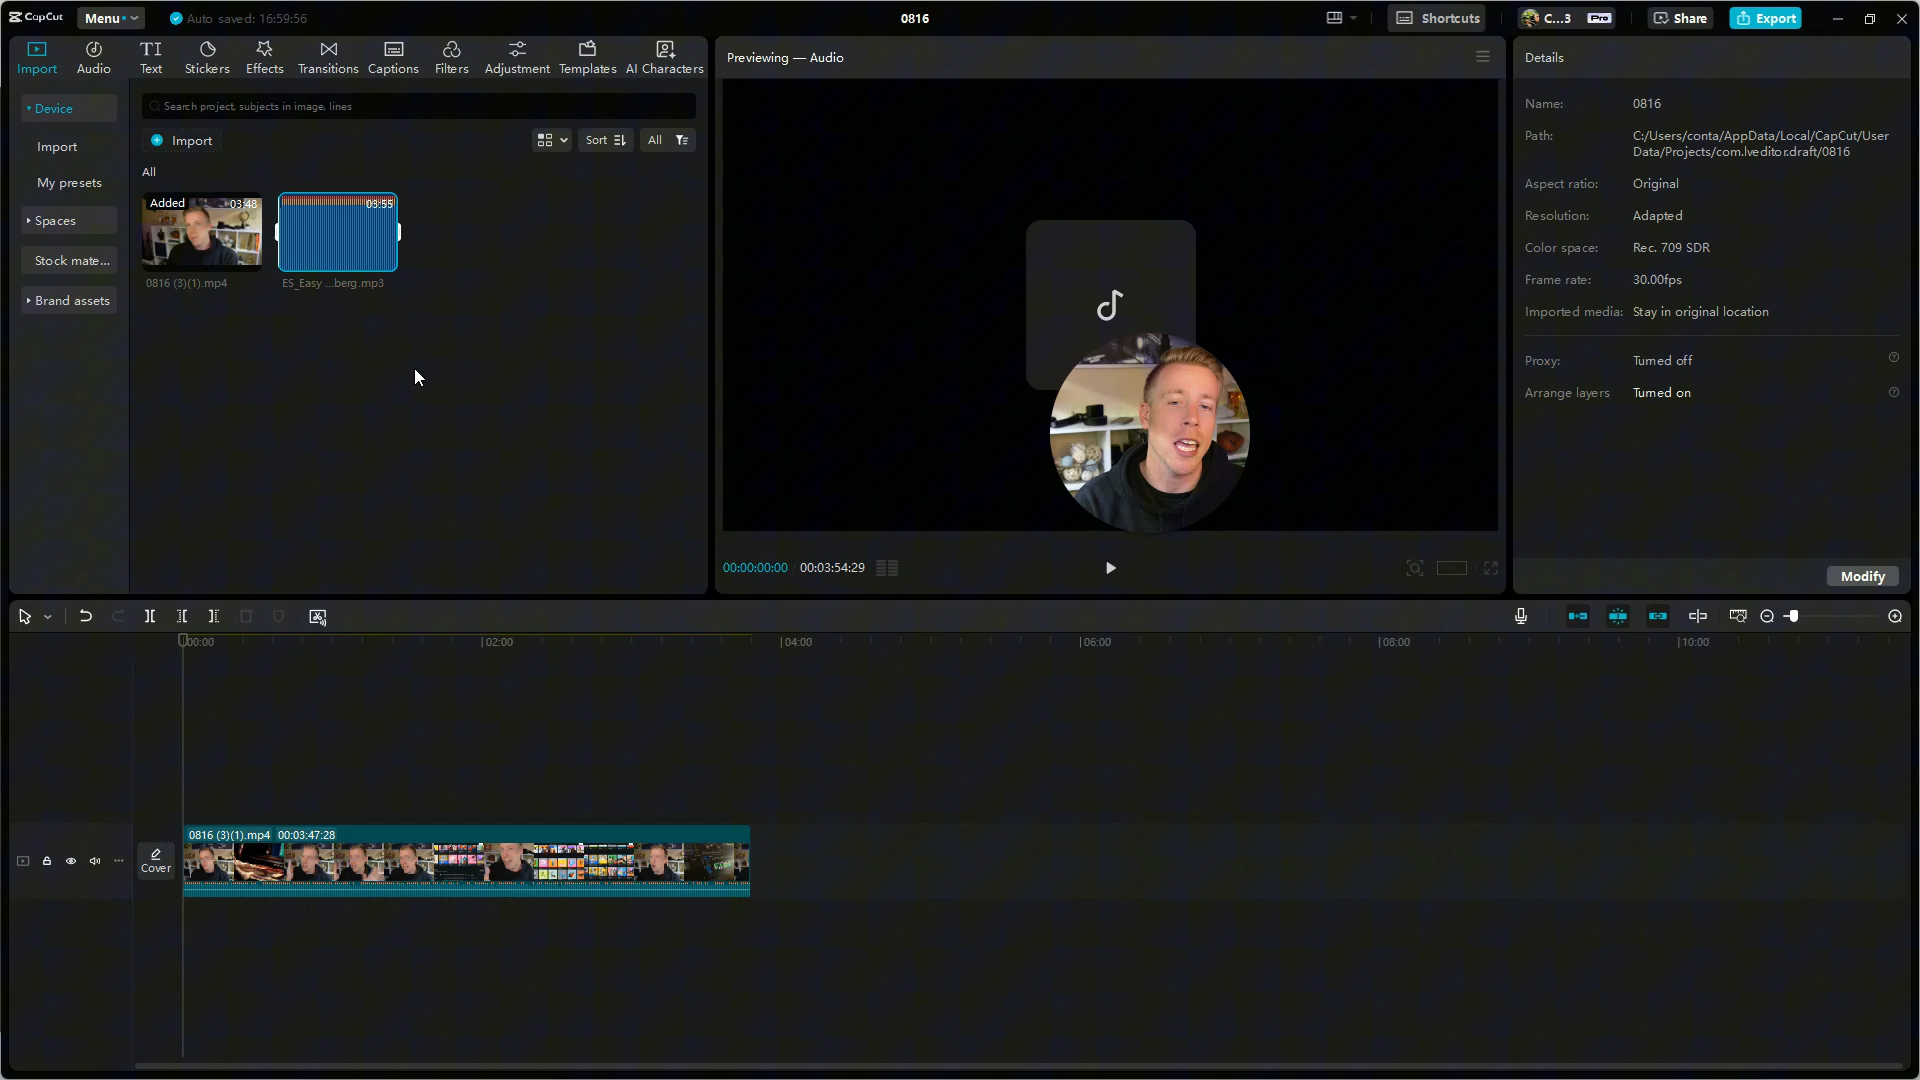 CapCut
Menu
Auto saved: 16:59:56
0816
Shortcuts
C...3
Pro
Share
Export
Import
Audio
Text
Stickers
Effects
Transitions
Captions
Filters
Adjustment
Templates
AI Characters
Device
Import
My presets
Spaces
Stock mate...
Brand assets
Search project, subjects in image, lines
Import
Sort
All
All
Added
03:48
0816 (3)(1).mp4
03:55
ES_Easy ...berg.mp3
Previewing — Audio
00:00:00:00
00:03:54:29
Details
Name: 0816
Path: C:/Users/conta/AppData/Local/CapCut/User
Data/Projects/com.lveditor.draft/0816
Aspect ratio: Original
Resolution: Adapted
Color space: Rec. 709 SDR
Frame rate: 30.00fps
Imported media: Stay in original location
Proxy: Turned off
Arrange layers Turned on
Modify
00:00
02:00
04:00
06:00
08:00
10:00
Cover
0816 (3)(1).mp4 00:03:47:28